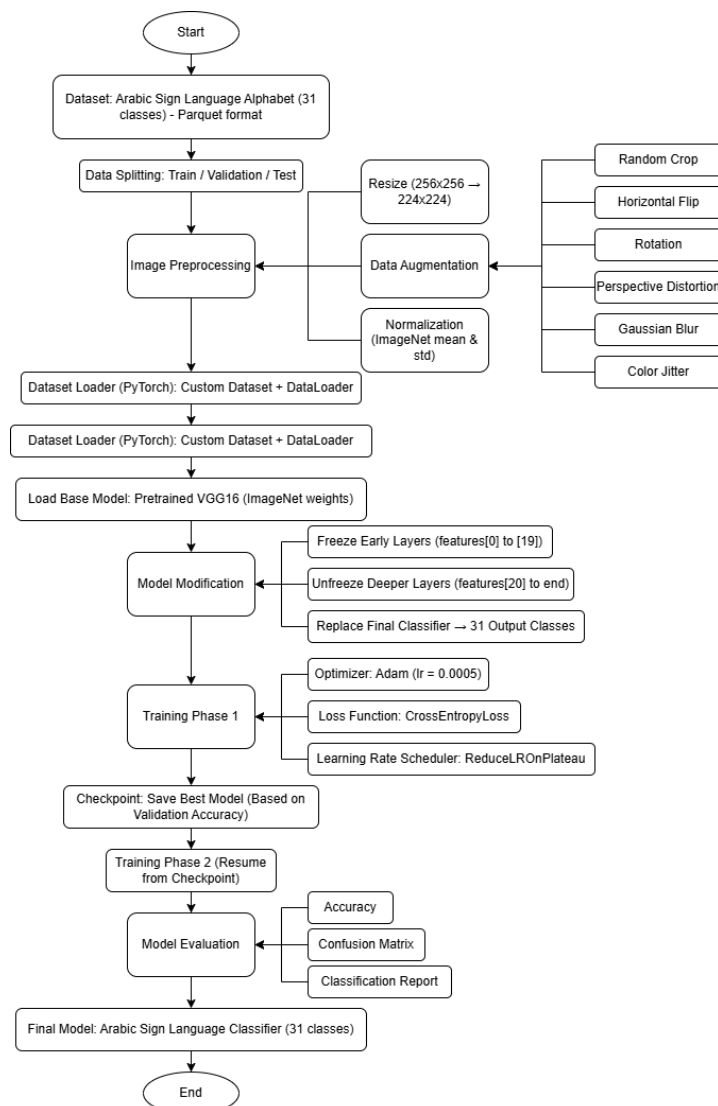 Start
Dataset: Arabic Sign Language Alphabet (31
classes) - Parquet format
Data Splitting: Train / Validation / Test
Resize (256x256 →
224x224)
Random Crop
Horizontal Flip
Rotation
Image Preprocessing
Data Augmentation
Perspective Distortion
Normalization
(ImageNet mean &
std)
Gaussian Blur
Color Jitter
Dataset Loader (PyTorch): Custom Dataset + DataLoader
Dataset Loader (PyTorch): Custom Dataset + DataLoader
Load Base Model: Pretrained VGG16 (ImageNet weights)
Model Modification
Freeze Early Layers (features[0] to [19])
Unfreeze Deeper Layers (features[20] to end)
Replace Final Classifier → 31 Output Classes
Training Phase 1
Optimizer: Adam (lr = 0.0005)
Loss Function: CrossEntropyLoss
Learning Rate Scheduler: ReduceLROnPlateau
Checkpoint: Save Best Model (Based on
Validation Accuracy)
Training Phase 2 (Resume
from Checkpoint)
Model Evaluation
Accuracy
Confusion Matrix
Classification Report
Final Model: Arabic Sign Language Classifier (31 classes)
End